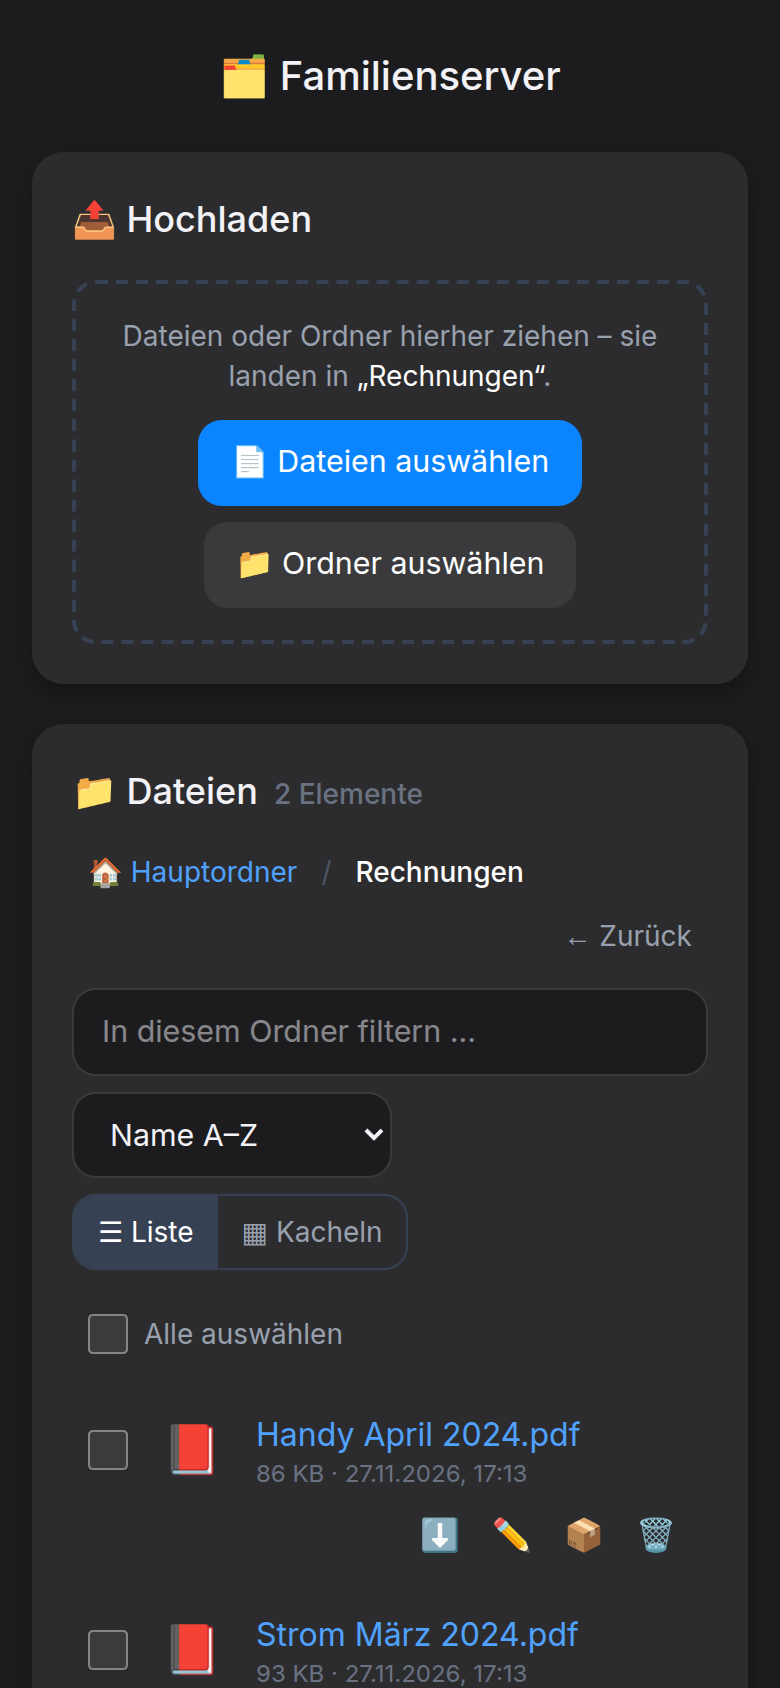 Familienserver
Hochladen
Dateien oder Ordner hierher ziehen – sie
landen in „Rechnungen“.
Dateien auswählen
Ordner auswählen
Dateien 2 Elemente
Hauptordner / Rechnungen
← Zurück
In diesem Ordner filtern ...
Name A–Z
☰ Liste ▦ Kacheln
Alle auswählen
Handy April 2024.pdf
86 KB · 27.11.2026, 17:13
Strom März 2024.pdf
93 KB · 27.11.2026, 17:13